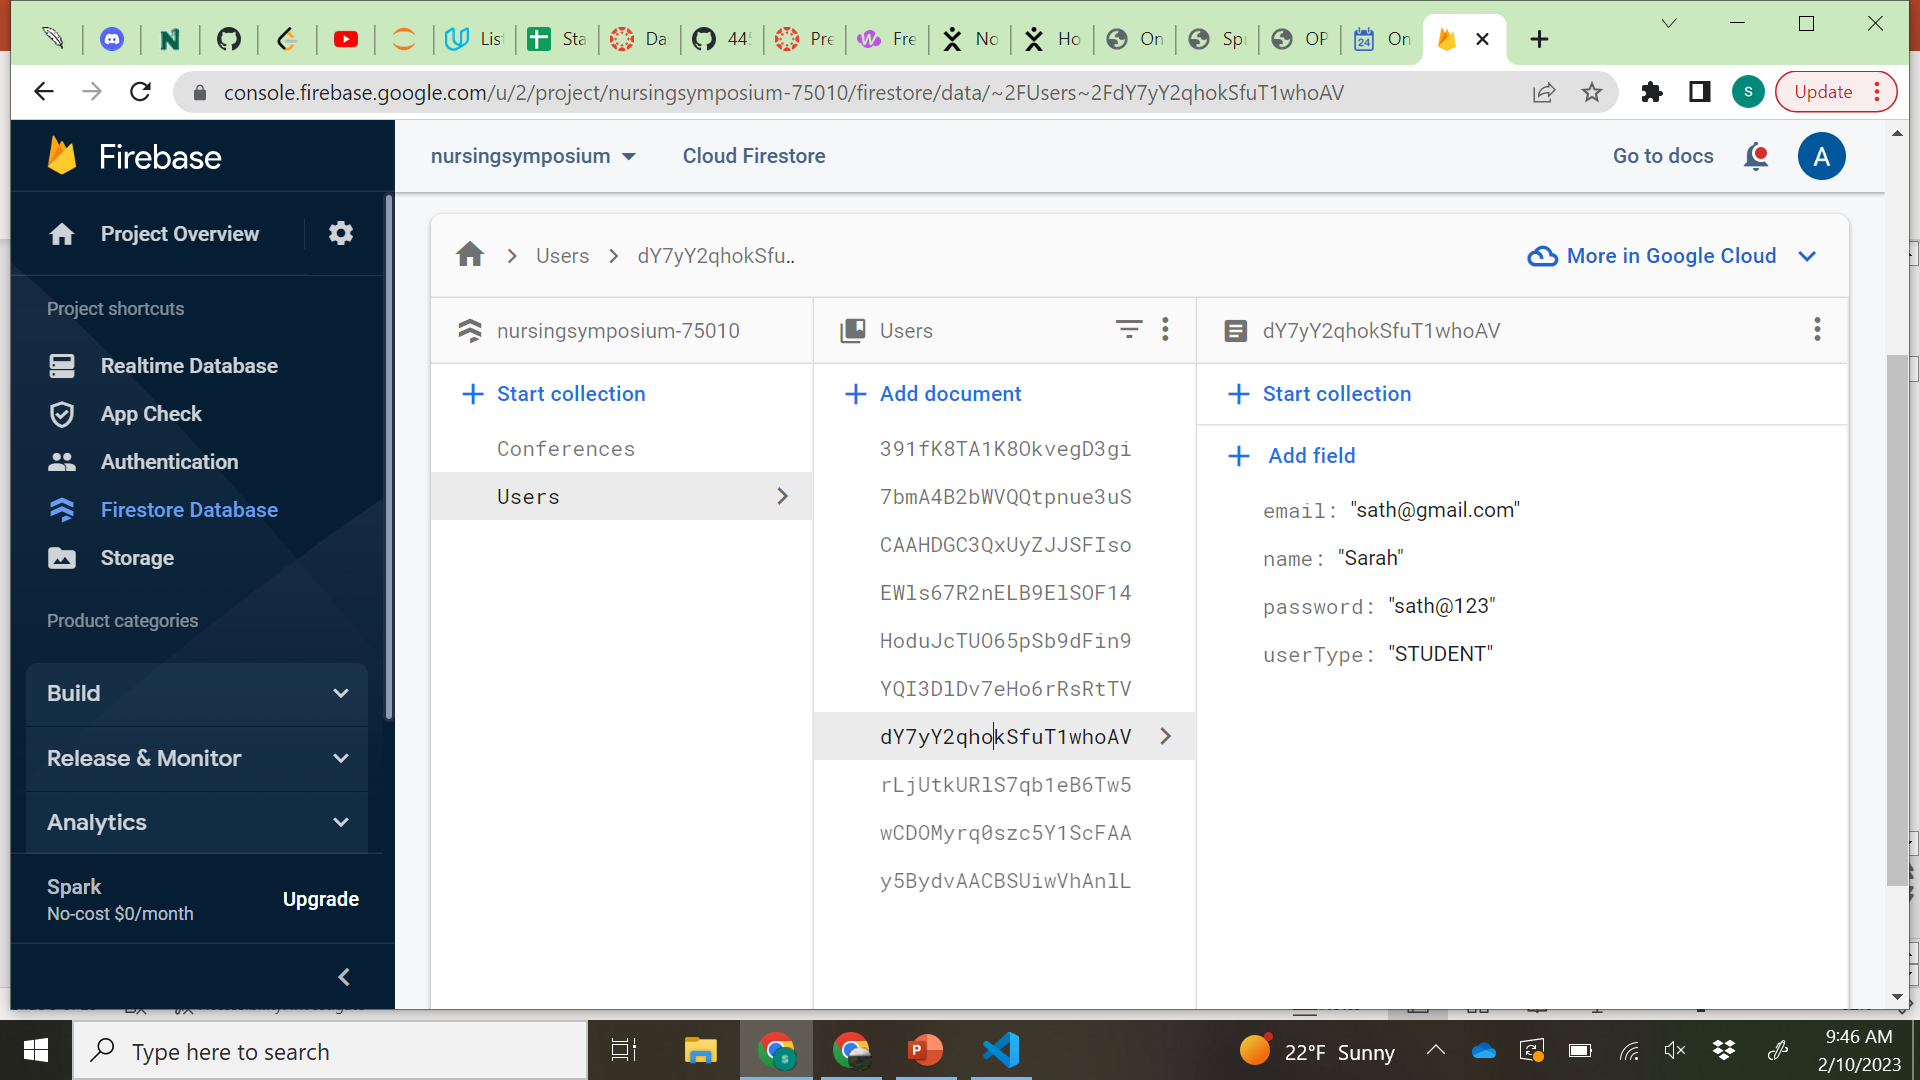 Lis
Sta
Da
44
Pre
Fre
No
Ho
On
Sp
OP
24
On
console.firebase.google.com/u/2/project/nursingsymposium-75010/firestore/data/~2FUsers~2FdY7yY2qhokSfuT1whoAV
S
Update
Firebase
nursingsymposium
Cloud Firestore
Go to docs
A
Project Overview
Users
dY7yY2qhokSfu..
More in Google Cloud
Project shortcuts
nursingsymposium-75010
Users
dY7yY2qhokSfuT1whoAV
Realtime Database
Start collection
Add document
Start collection
App Check
Conferences
391fK8TA1K8OkvegD3gi
Add field
Authentication
Users
7bmA4B2bWVQQtpnue3uS
email: "sath@gmail.com"
Firestore Database
CAAHDGC3QxUyZJJSFIso
name: "Sarah"
Storage
EWls67R2nELB9ElSOF14
password: "sath@123"
Product categories
HoduJcTUO65pSb9dFin9
userType: "STUDENT"
Build
YQI3DlDv7eHo6rRsRtTV
Release & Monitor
dY7yY2qhokSfuT1whoAV
rLjUtkURlS7qb1eB6Tw5
Analytics
wCDOMyrq0szc5Y1ScFAA
Spark
y5BydvAACBSUiwVhAnlL
No-cost $0/month
Upgrade
Type here to search
22°F Sunny
9:46 AM
2/10/2023